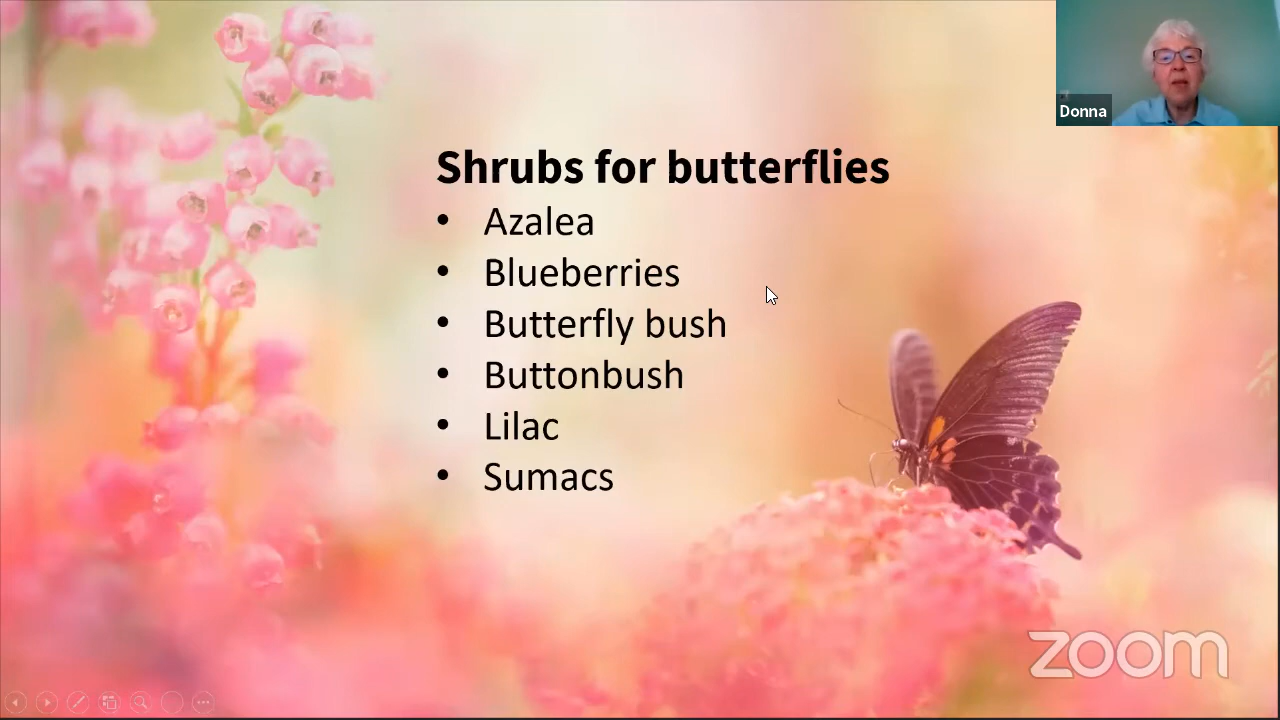 Donna
Shrubs for butterflies
• Azalea
• Blueberries
• Butterfly bush
• Buttonbush
• Lilac
• Sumacs
zoom